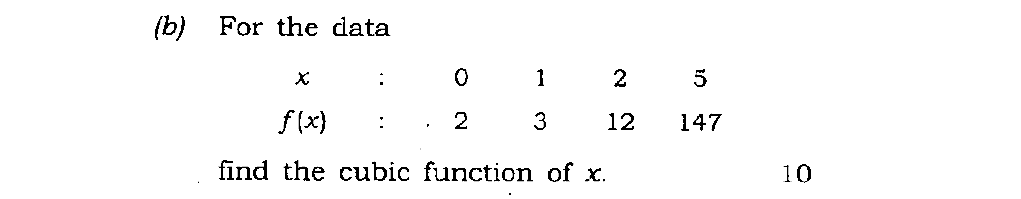 (b) For the data
x : 0 1 2 5
f(x) : 2 3 12 147
find the cubic function of x. 10